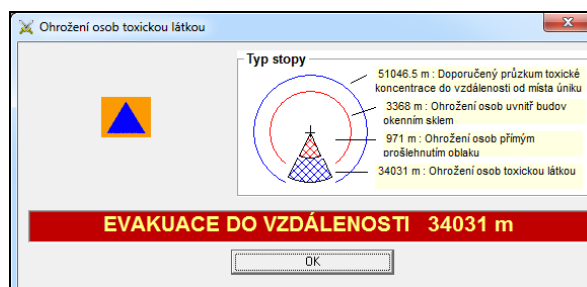 Ohrožení osob toxickou látkou
Typ stopy
51046.5 m : Doporučený průzkum toxické
koncentrace do vzdálenosti od místa úniku
3368 m : Ohrožení osob uvnitř budov
okenním sklem
971 m : Ohrožení osob přímým
prošlehnutím oblaku
34031 m : Ohrožení osob toxickou látkou
EVAKUACE DO VZDÁLENOSTI 34031 m
OK